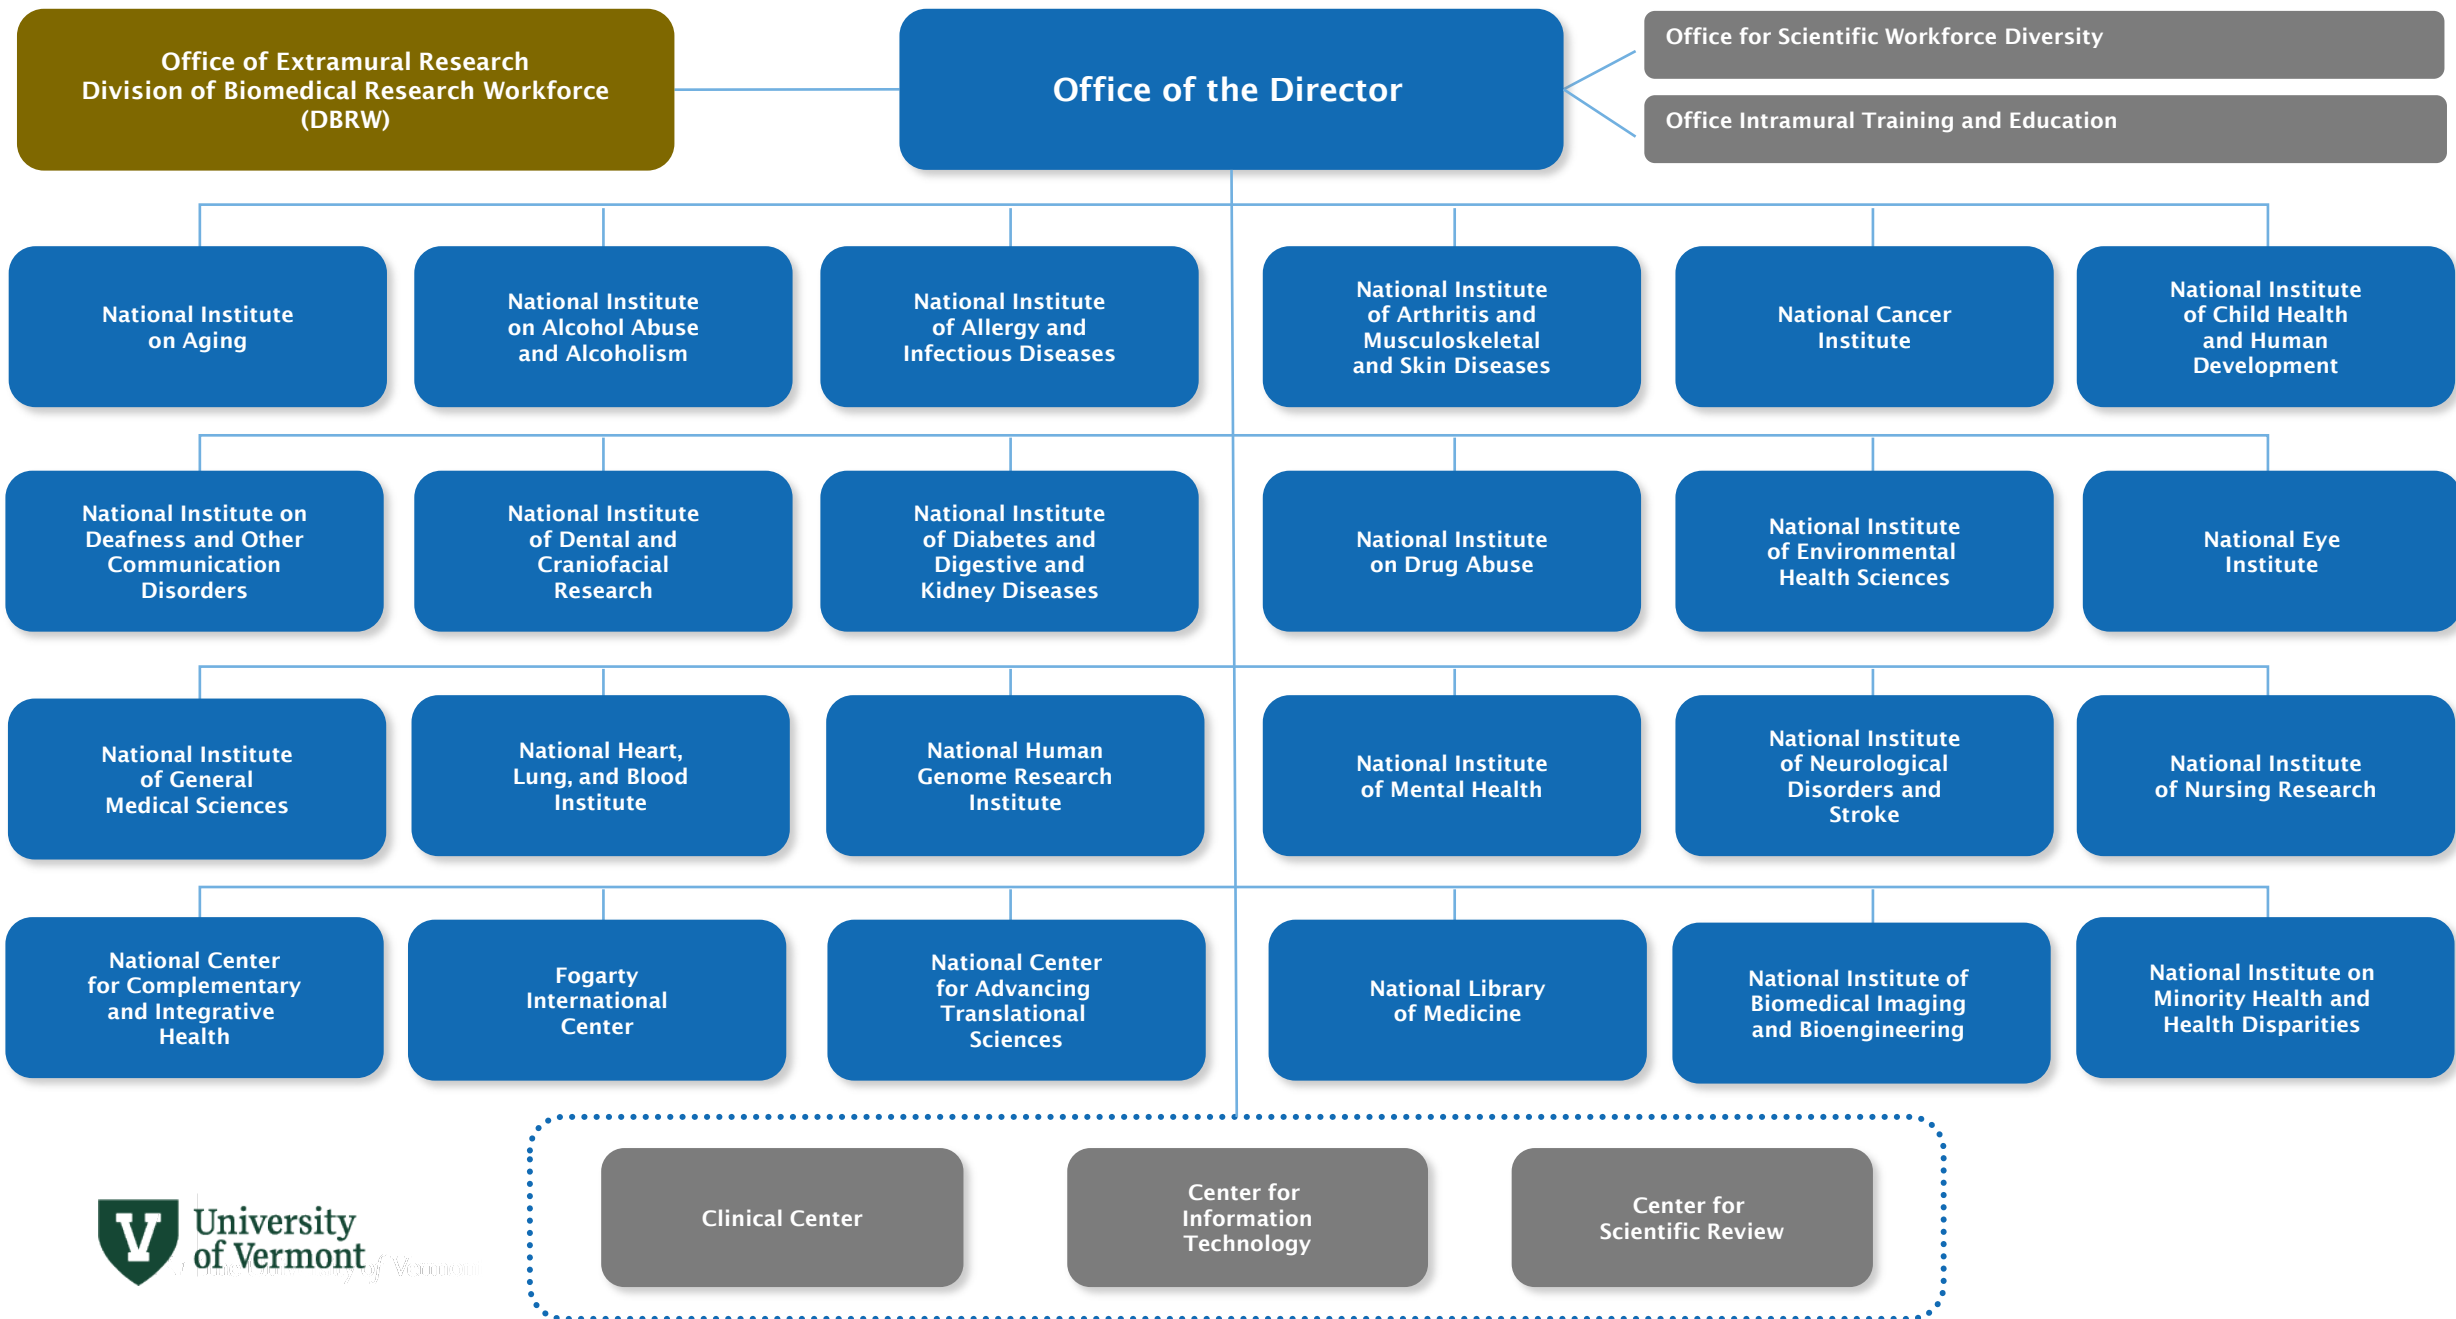 Office of Extramural Research
Division of Biomedical Research Workforce
(DBRW)
Office of the Director
Office for Scientific Workforce Diversity
Office Intramural Training and Education
National Institute
on Aging
National Institute
on Alcohol Abuse
and Alcoholism
National Institute
of Allergy and
Infectious Diseases
National Institute
of Arthritis and
Musculoskeletal
and Skin Diseases
National Cancer
Institute
National Institute
of Child Health
and Human
Development
National Institute on
Deafness and Other
Communication
Disorders
National Institute
of Dental and
Craniofacial
Research
National Institute
of Diabetes and
Digestive and
Kidney Diseases
National Institute
on Drug Abuse
National Institute
of Environmental
Health Sciences
National Eye
Institute
National Institute
of General
Medical Sciences
National Heart,
Lung, and Blood
Institute
National Human
Genome Research
Institute
National Institute
of Mental Health
National Institute
of Neurological
Disorders and
Stroke
National Institute
of Nursing Research
National Center
for Complementary
and Integrative
Health
Fogarty
International
Center
National Center
for Advancing
Translational
Sciences
National Library
of Medicine
National Institute of
Biomedical Imaging
and Bioengineering
National Institute on
Minority Health and
Health Disparities
Clinical Center
Center for
Information
Technology
Center for
Scientific Review
V
University
of Vermont